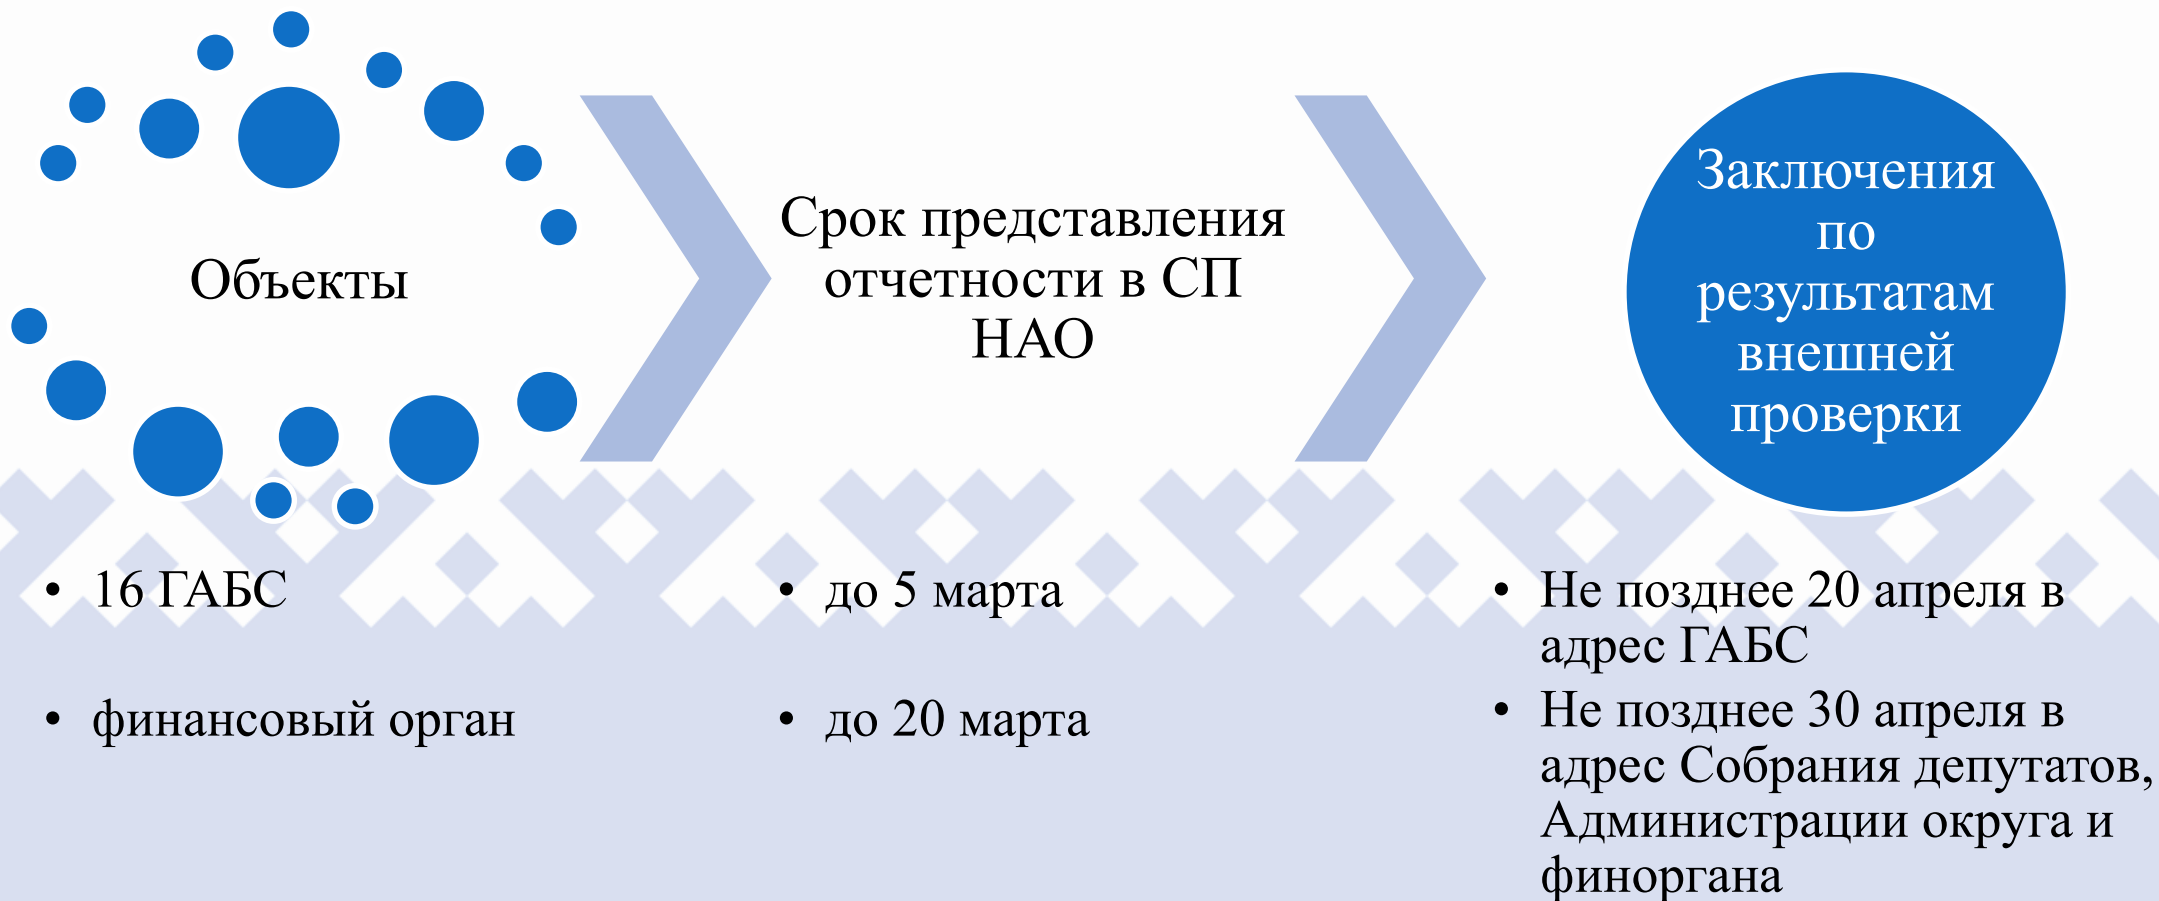 Объекты
Срок представления
отчетности в СП
НАО
Заключения
по
результатам
внешней
проверки
• 16 ГАБС
• финансовый орган
• до 5 марта
• до 20 марта
• Не позднее 20 апреля в
адрес ГАБС
• Не позднее 30 апреля в
адрес Собрания депутатов,
Администрации округа и
финоргана